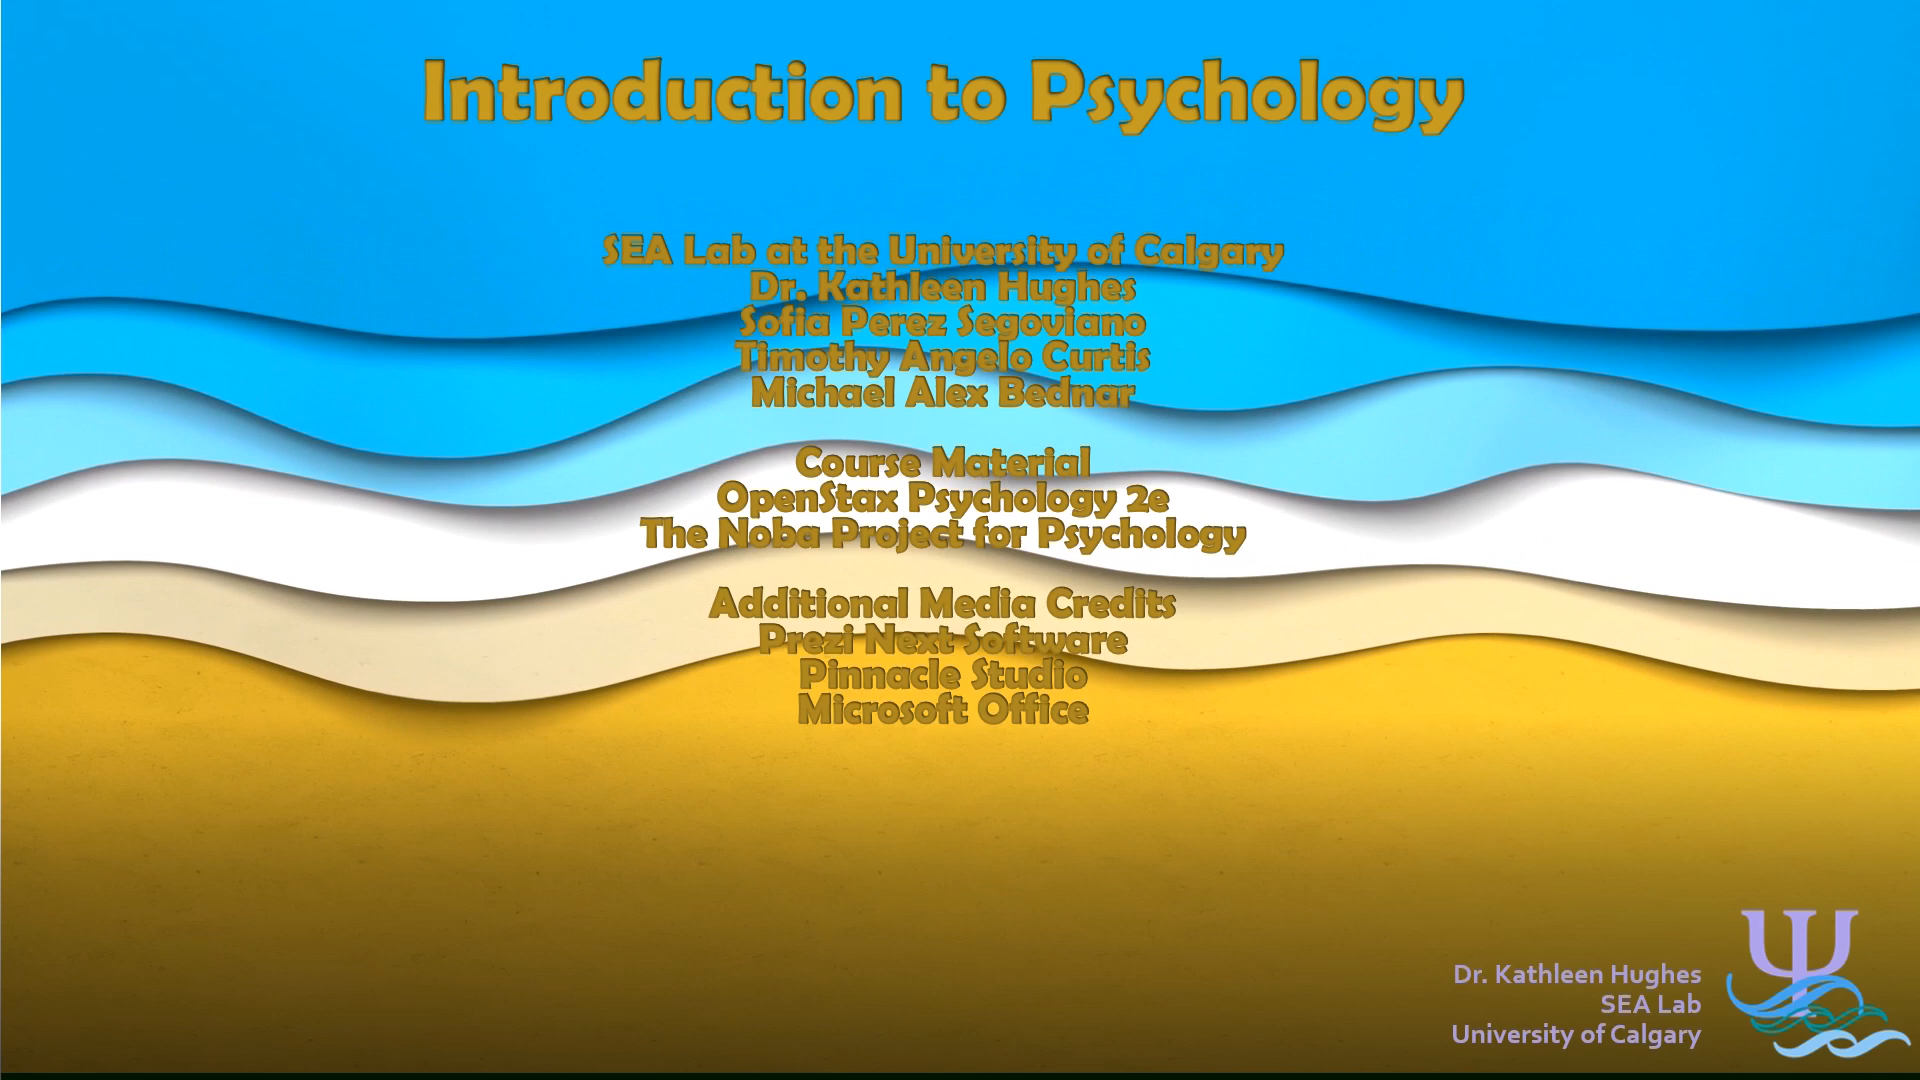 Introduction to Psychology
SEA Lab at the University of Calgary
Dr. Kathleen Hughes
Sofia Perez Segoviano
Timothy Angelo Curtis
Michael Alex Bednar
Course Material
OpenStax Psychology 2e
The Noba Project for Psychology
Additional Media Credits
Prezi Next Software
Pinnacle Studio
Microsoft Office
Dr. Kathleen Hughes
SEA Lab
University of Calgary